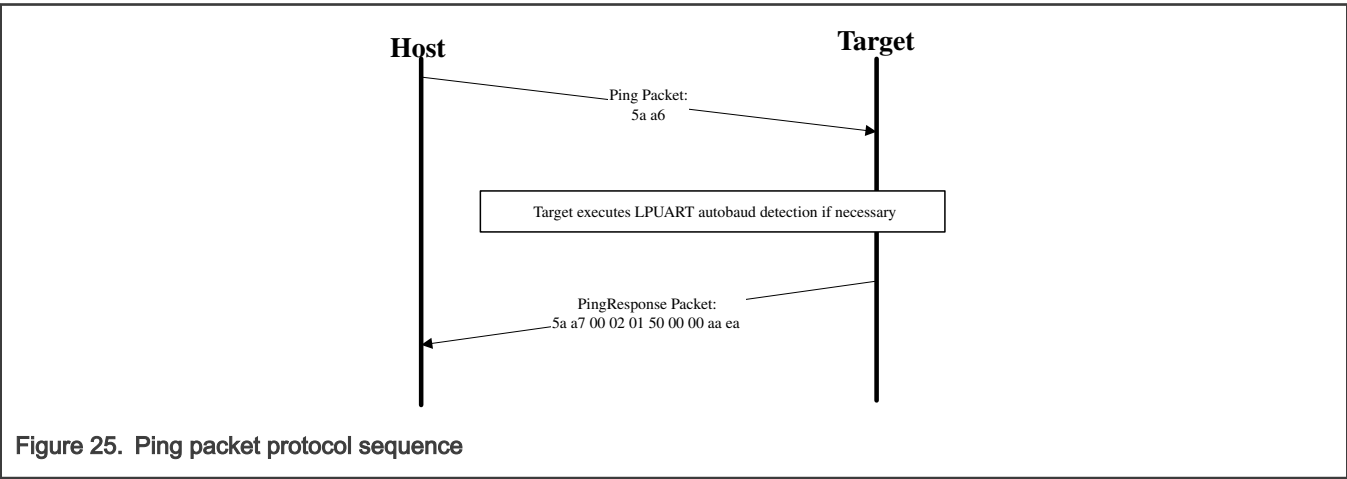 Host
Target
Ping Packet:
5a a6
Target executes LPUART autobaud detection if necessary
PingResponse Packet:
5a a7 00 02 01 50 00 00 aa ea
Figure 25. Ping packet protocol sequence